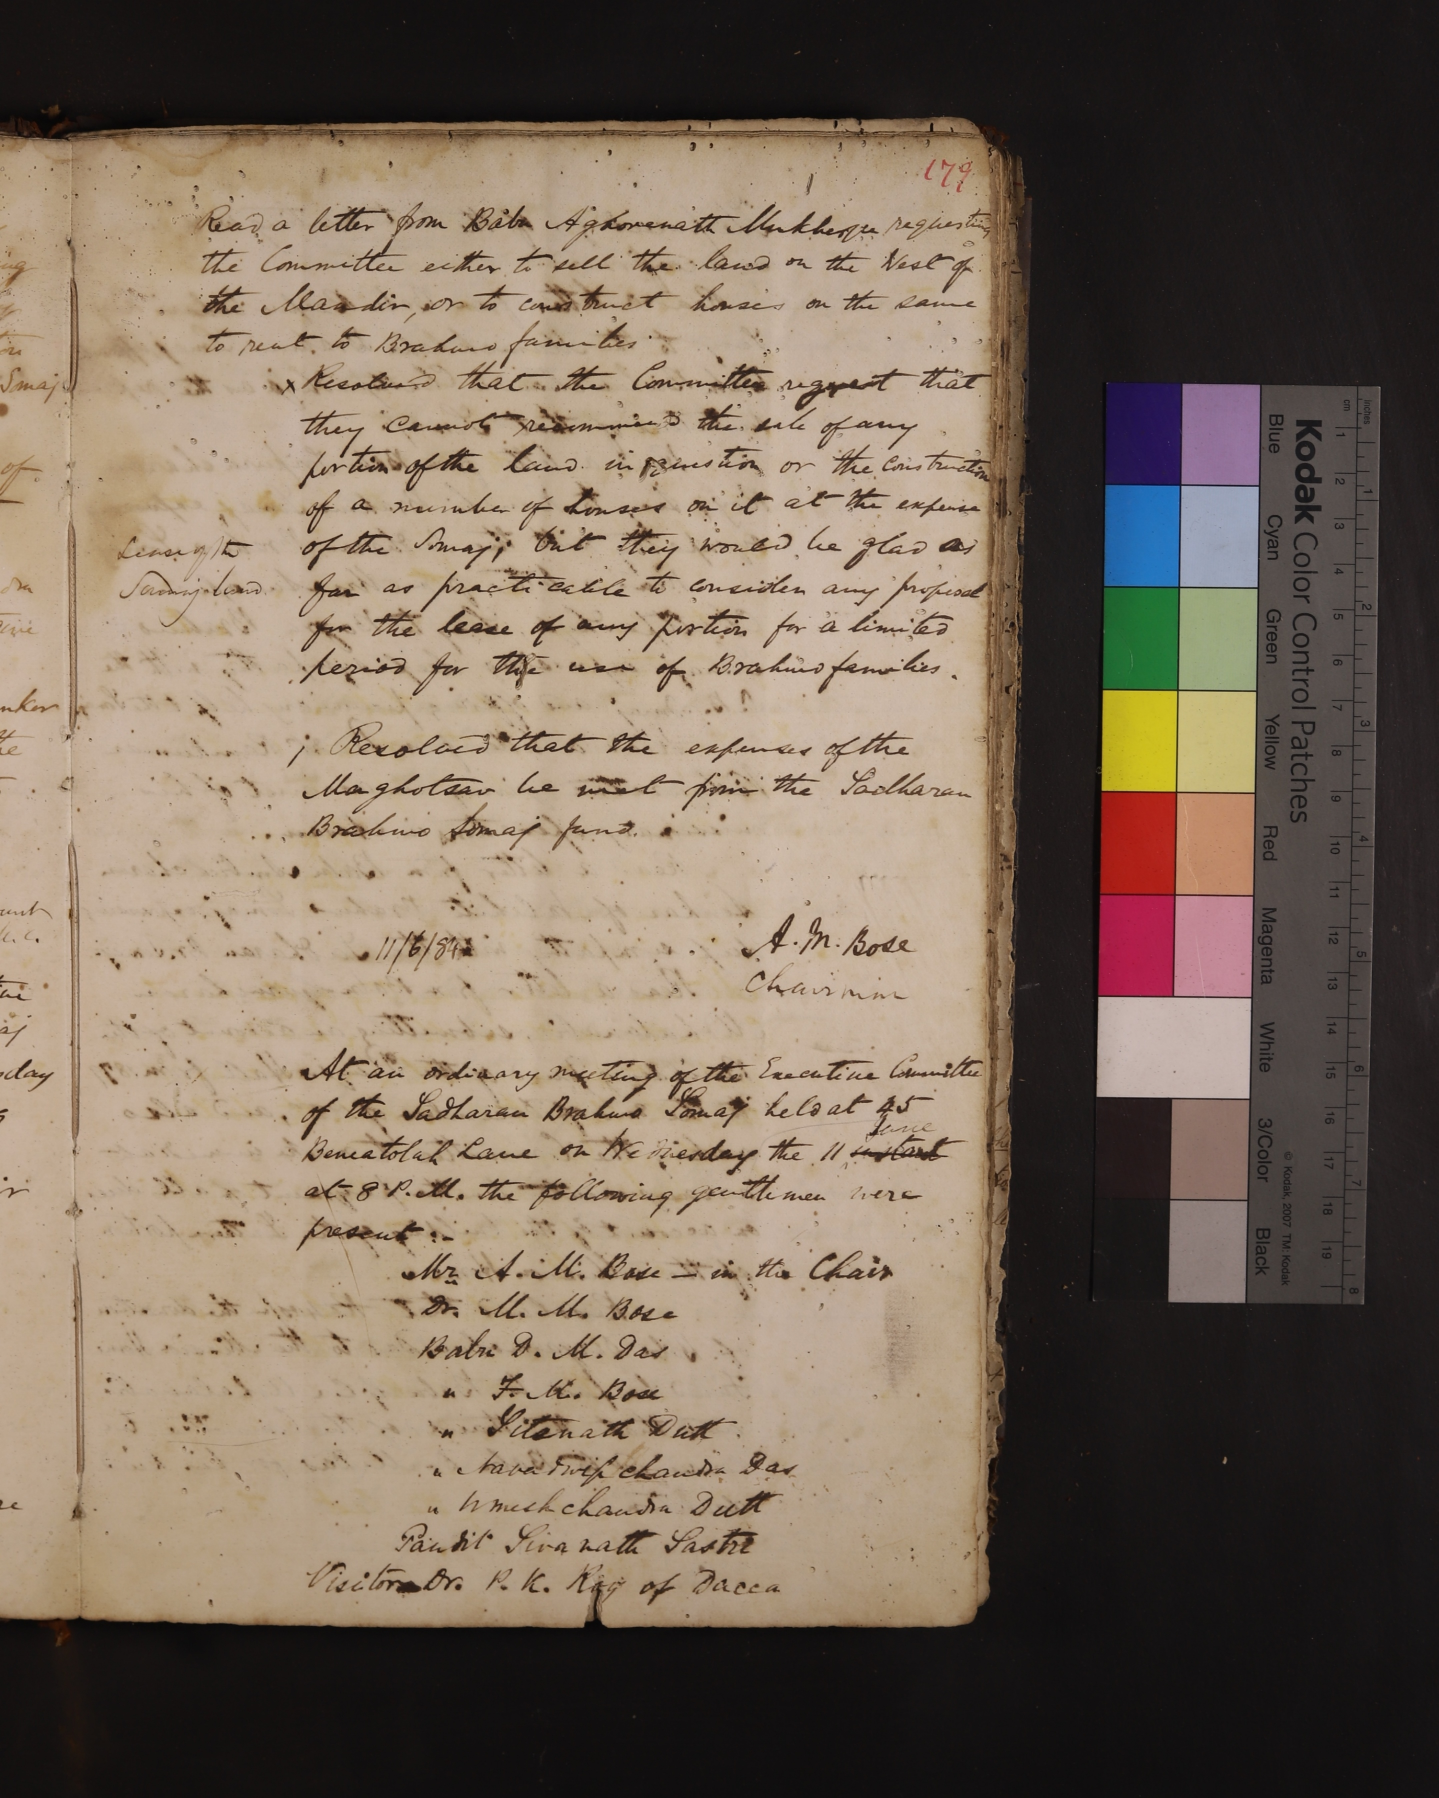 179
Read a letter from Babu Aghorenath Mukherjee requesting
the Committee either to sell the land on the West of
the Mandir, or to construct houses on the same
to rent to Brahmo families
x Resolved that the Committee regret that
they cannot recommend the sale of any
portion of the land in question or the construction
of a number of houses on it at the expense
of the Somaj; but they would be glad as
Lease of the
Somaj land
far as practicable to consider any proposal
for the lease of any portion for a limited
period for the use of Brahmo families.
; Resolved that the expenses of the
Maghotsav be met from the Sadharan
Brahmo Somaj fund.
11/6/84
A. M. Bose
Chairman
At an ordinary meeting of the Executive Committee
of the Sadharan Brahmo Somaj held at 45
June
Beneatolah Lane on Wednesday the 11 instant
at 8 P.M. the following gentlemen were
present :-
Mr. A. M. Bose - in the Chair
Dr. M. M. Bose
Babu D. M. Das
" F. M. Bose
" Sitanath Dutt
" Navadwip chandra Das
" Umesh chandra Dutt
Pandit Sivanath Sastri
Visitor Dr. P. K. Ray of Dacca
Kodak Color Control Patches
Blue Cyan Green Yellow Red Magenta White 3/Color Black
© Kodak, 2007 TM: Kodak
Inches 1 2 3 4 5 6 7 8
cm 1 2 3 4 5 6 7 8 9 10 11 12 13 14 15 16 17 18 19